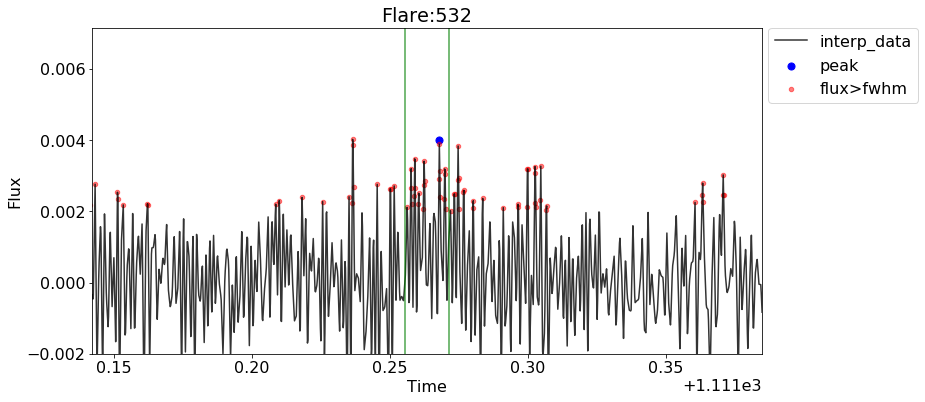 Flare:532
interp_data
peak
flux>fwhm
Flux
0.006
0.004
0.002
0.000
−0.002
0.15
0.20
0.25
0.30
0.35
Time
+1.111e3